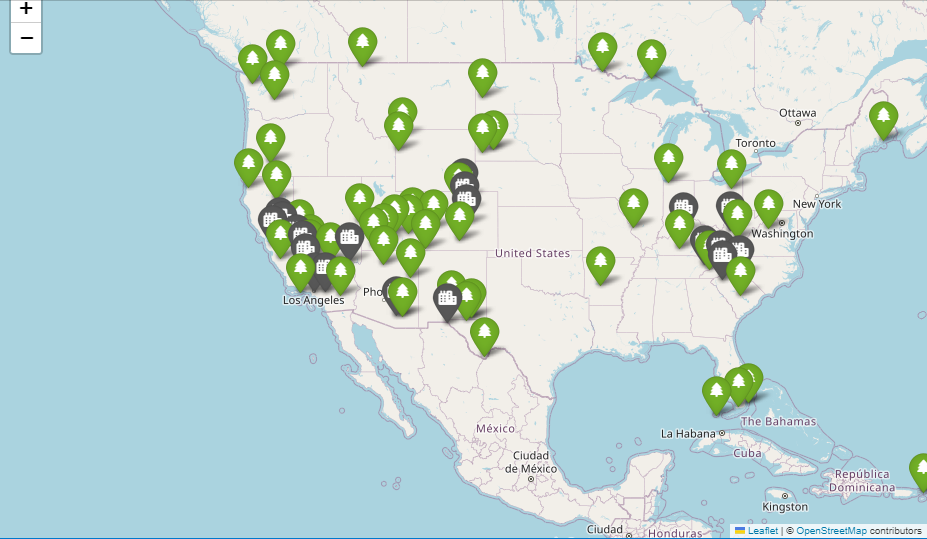 +
−
Ottawa
Toronto
New York
Washington
United States
Los Angeles
Pho
México
Ciudad
de México
La Habana
The Bahamas
Cuba
República
Dominicana
Kingston
Ciudad
Honduras
Leaflet | © OpenStreetMap contributors